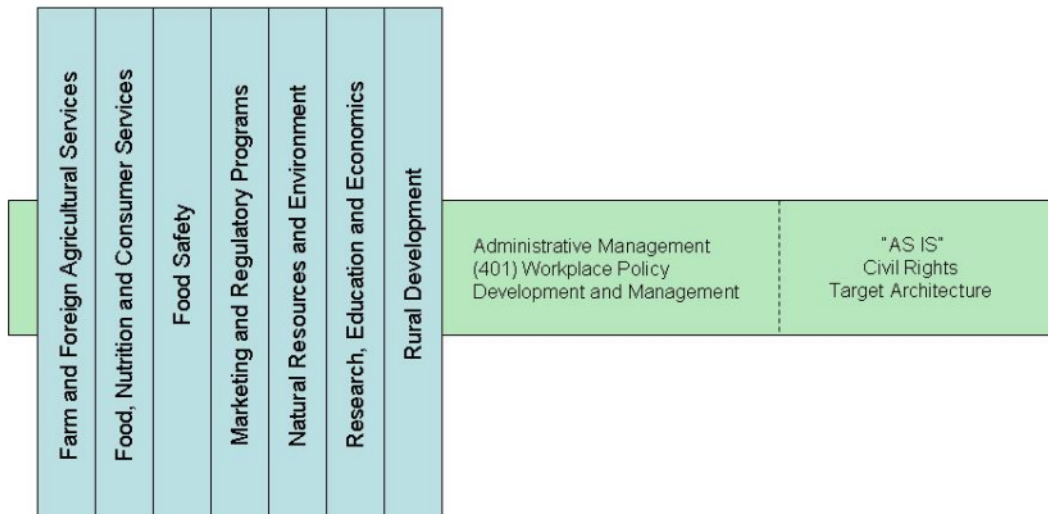 Farm and Foreign Agricultural Services
Food, Nutrition and Consumer Services
Food Safety
Marketing and Regulatory Programs
Natural Resources and Environment
Research, Education and Economics
Rural Development
Administrative Management
(401) Workplace Policy
Development and Management
"AS IS"
Civil Rights
Target Architecture